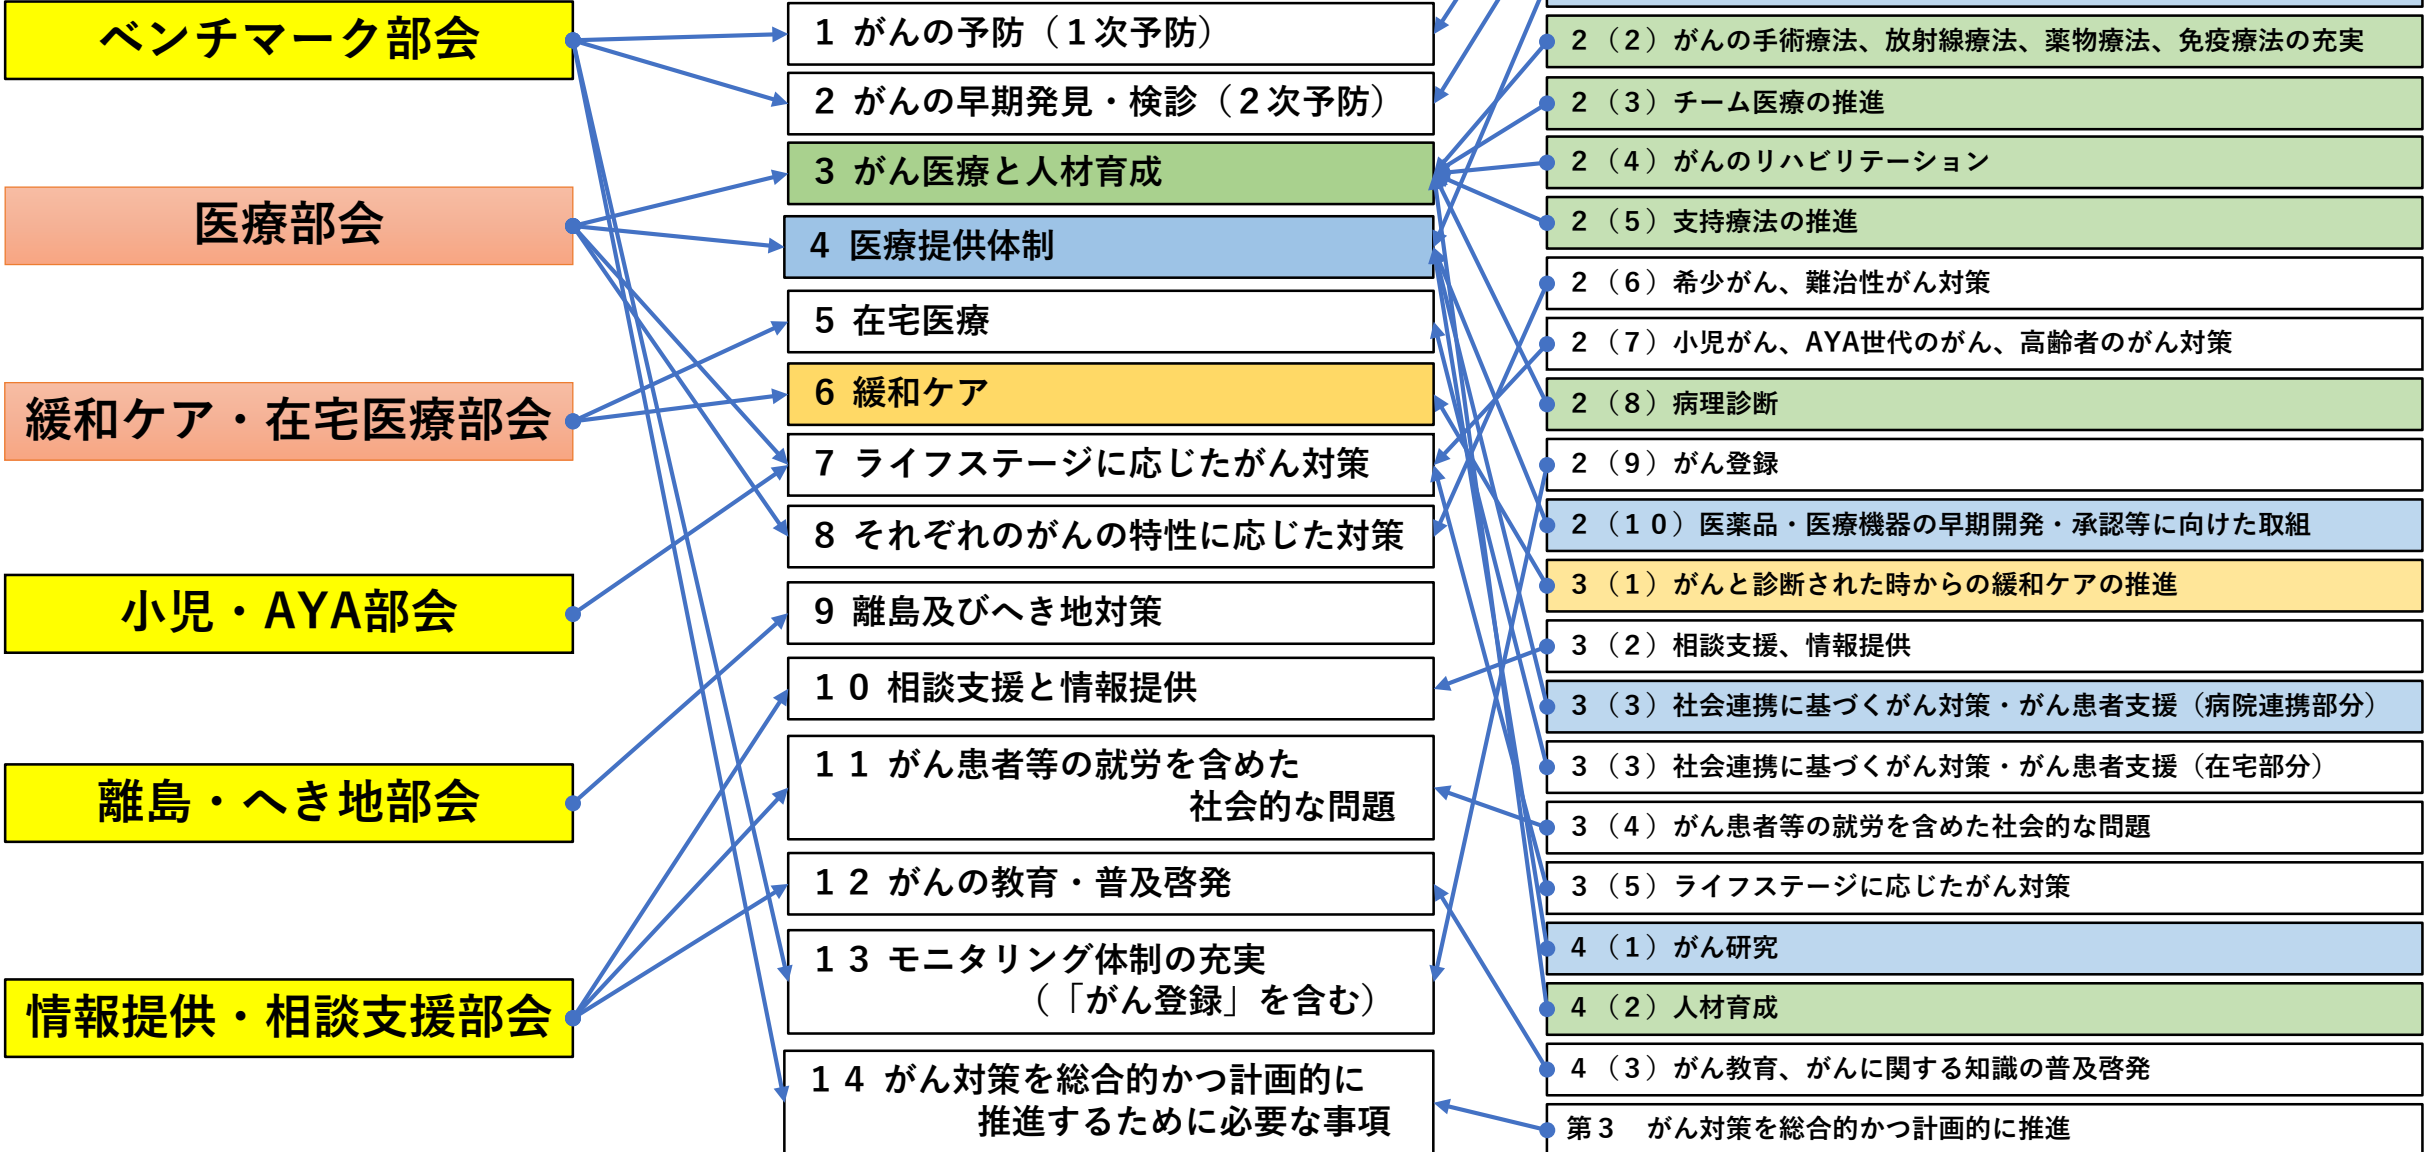 ベンチマーク部会
医療部会
緩和ケア・在宅医療部会
小児・AYA部会
離島・へき地部会
情報提供・相談支援部会
１ がんの予防（１次予防）
２ がんの早期発見・検診（２次予防）
３ がん医療と人材育成
４ 医療提供体制
５ 在宅医療
６ 緩和ケア
７ ライフステージに応じたがん対策
８ それぞれのがんの特性に応じた対策
９ 離島及びへき地対策
１０ 相談支援と情報提供
１１ がん患者等の就労を含めた
社会的な問題
１２ がんの教育・普及啓発
１３ モニタリング体制の充実
（「がん登録」を含む）
１４ がん対策を総合的かつ計画的に
推進するために必要な事項
２（２）がんの手術療法、放射線療法、薬物療法、免疫療法の充実
２（３）チーム医療の推進
２（４）がんのリハビリテーション
２（５）支持療法の推進
２（６）希少がん、難治性がん対策
２（７）小児がん、AYA世代のがん、高齢者のがん対策
２（８）病理診断
２（９）がん登録
２（１０）医薬品・医療機器の早期開発・承認等に向けた取組
３（１）がんと診断された時からの緩和ケアの推進
３（２）相談支援、情報提供
３（３）社会連携に基づくがん対策・がん患者支援（病院連携部分）
３（３）社会連携に基づくがん対策・がん患者支援（在宅部分）
３（４）がん患者等の就労を含めた社会的な問題
３（５）ライフステージに応じたがん対策
４（１）がん研究
４（２）人材育成
４（３）がん教育、がんに関する知識の普及啓発
第３　がん対策を総合的かつ計画的に推進